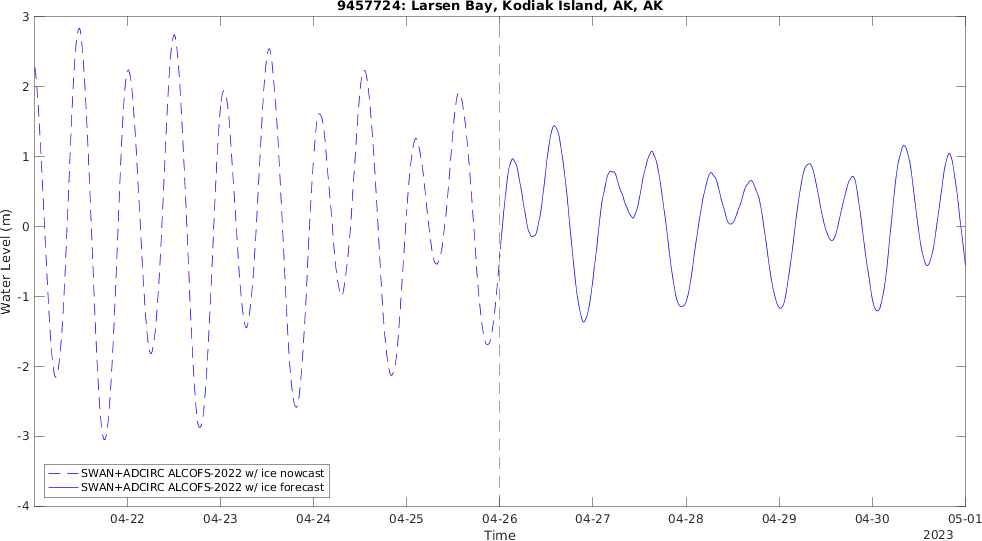 9457724: Larsen Bay, Kodiak Island, AK, AK
Water Level (m)
3
2
1
0
-1
-2
-3
-4
SWAN+ADCIRC ALCOFS-2022 w/ ice nowcast
SWAN+ADCIRC ALCOFS-2022 w/ ice forecast
04-22 04-23 04-24 04-25 04-26 04-27 04-28 04-29 04-30 05-01
Time
2023